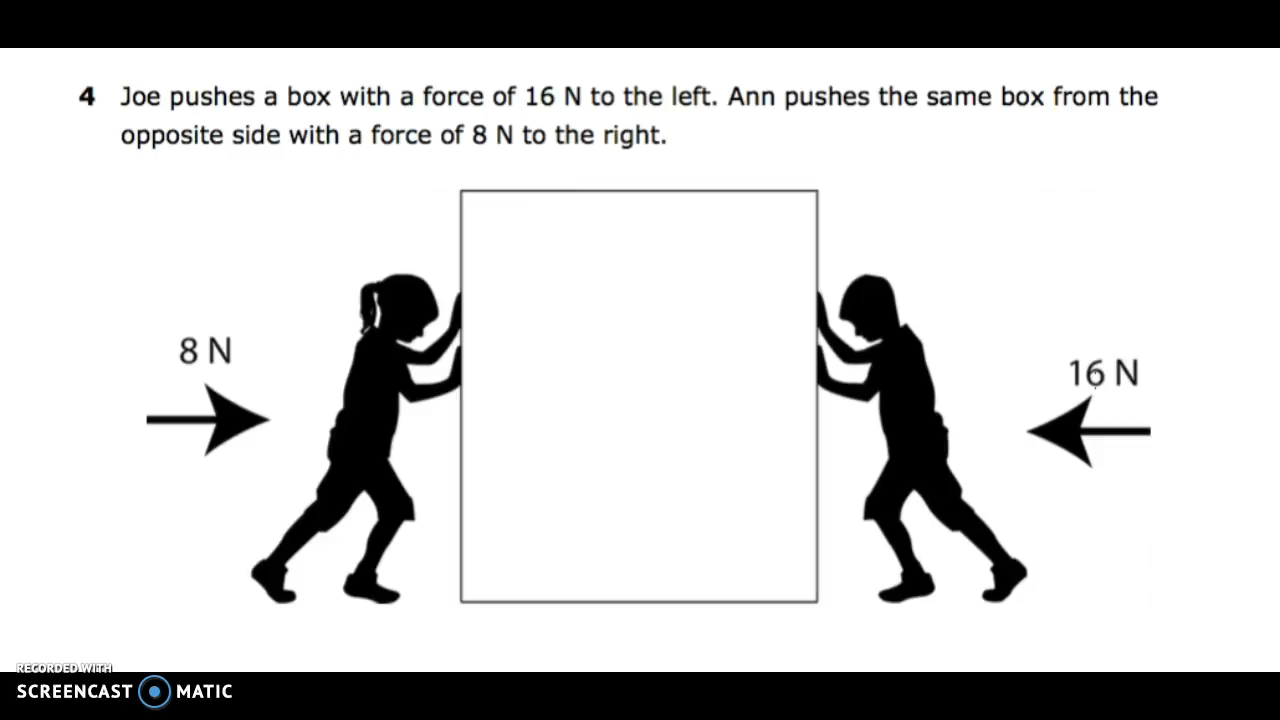 4 Joe pushes a box with a force of 16 N to the left. Ann pushes the same box from the
opposite side with a force of 8 N to the right.
8 N
16 N
RECORDED WITH
SCREENCAST MATIC